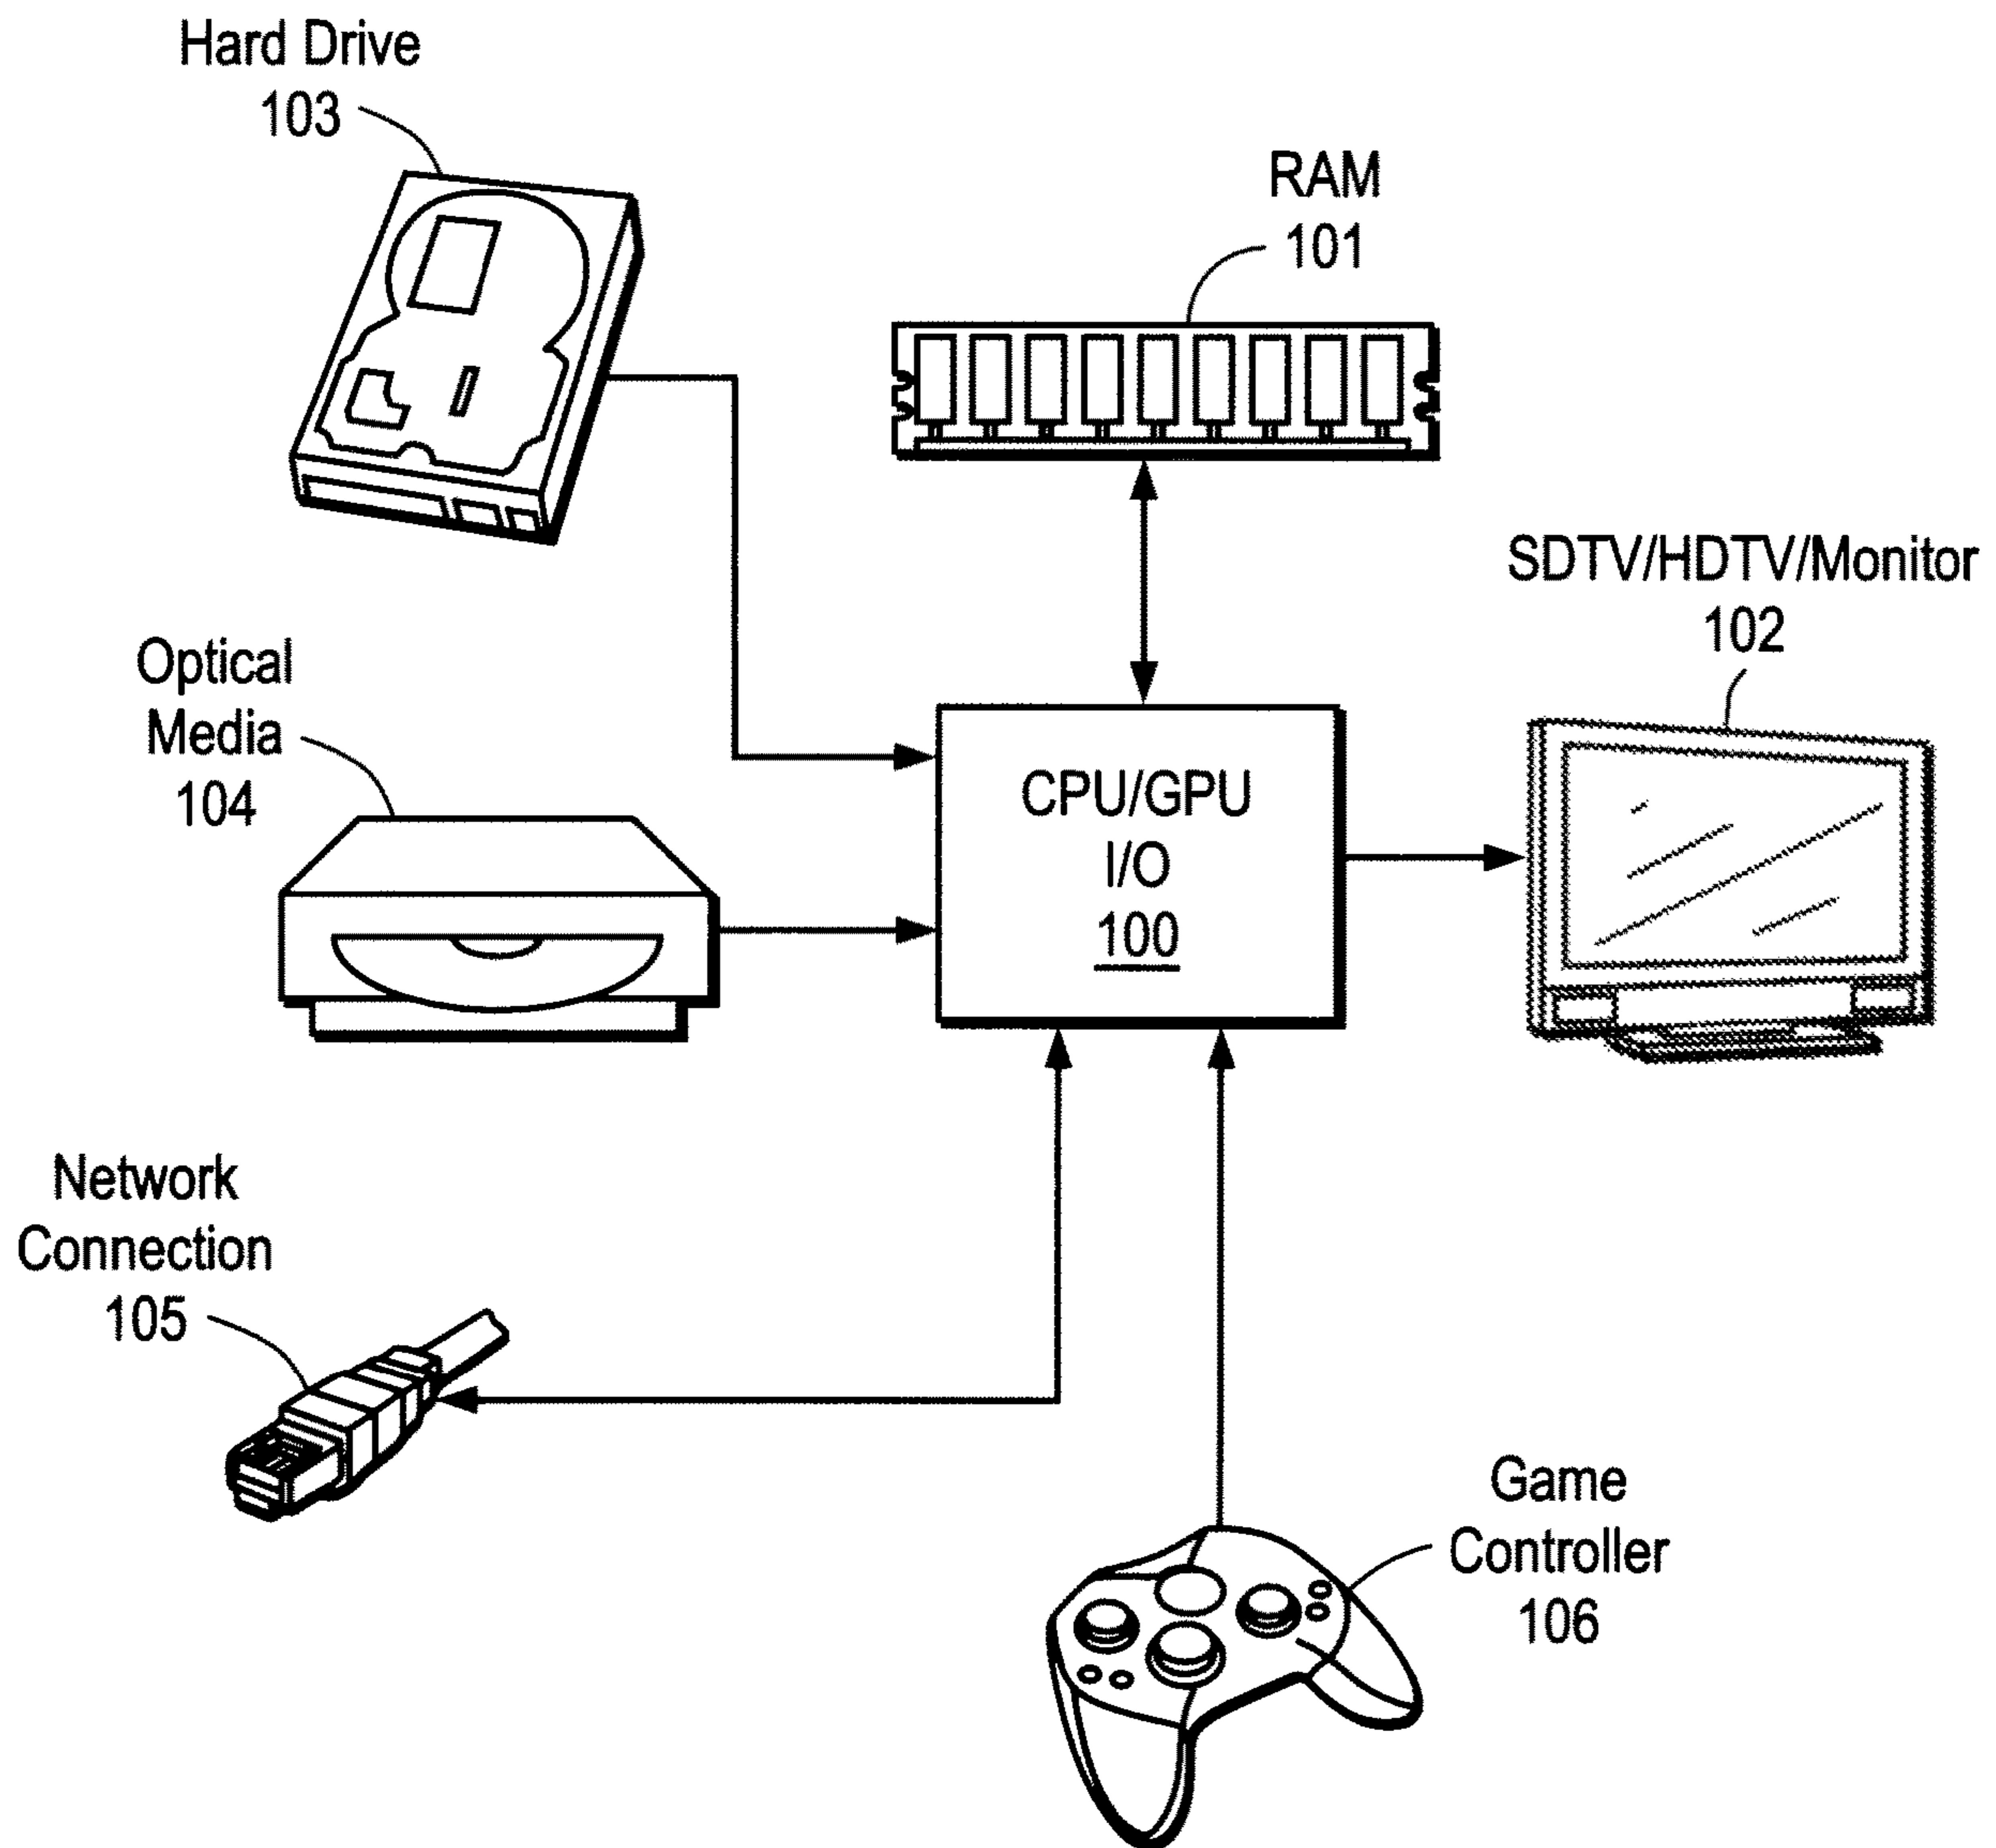 Hard Drive
103
RAM
101
SDTV/HDTV/Monitor
102
Optical
Media
104
CPU/GPU
I/O
100
Network
Connection
105
Game
Controller
106